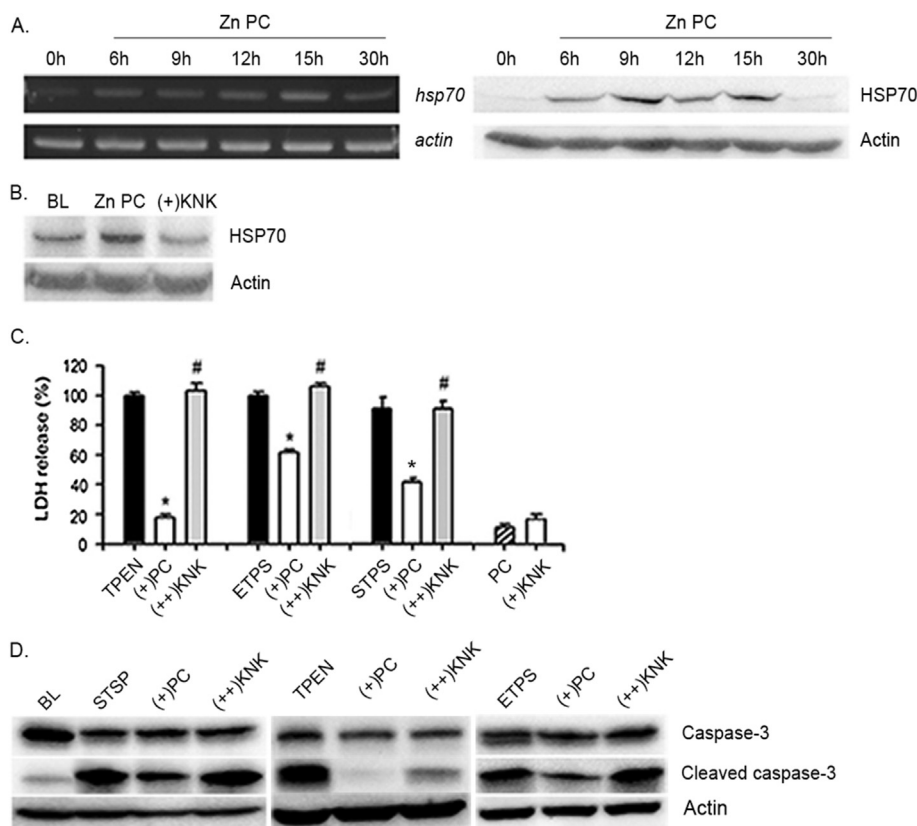 A.
Zn PC
0h 6h 9h 12h 15h 30h
hsp70
actin
Zn PC
0h 6h 9h 12h 15h 30h
HSP70
Actin
B.
BL Zn PC (+)KNK
HSP70
Actin
C.
LDH release (%)
120
100
80
60
40
20
0
* # * # * #
TPEN (+)PC (++)KNK ETPS (+)PC (++)KNK STPS (+)PC (++)KNK PC (+)KNK
D.
BL STSP (+)PC (++)KNK TPEN (+)PC (++)KNK ETPS (+)PC (++)KNK
Caspase-3
Cleaved caspase-3
Actin